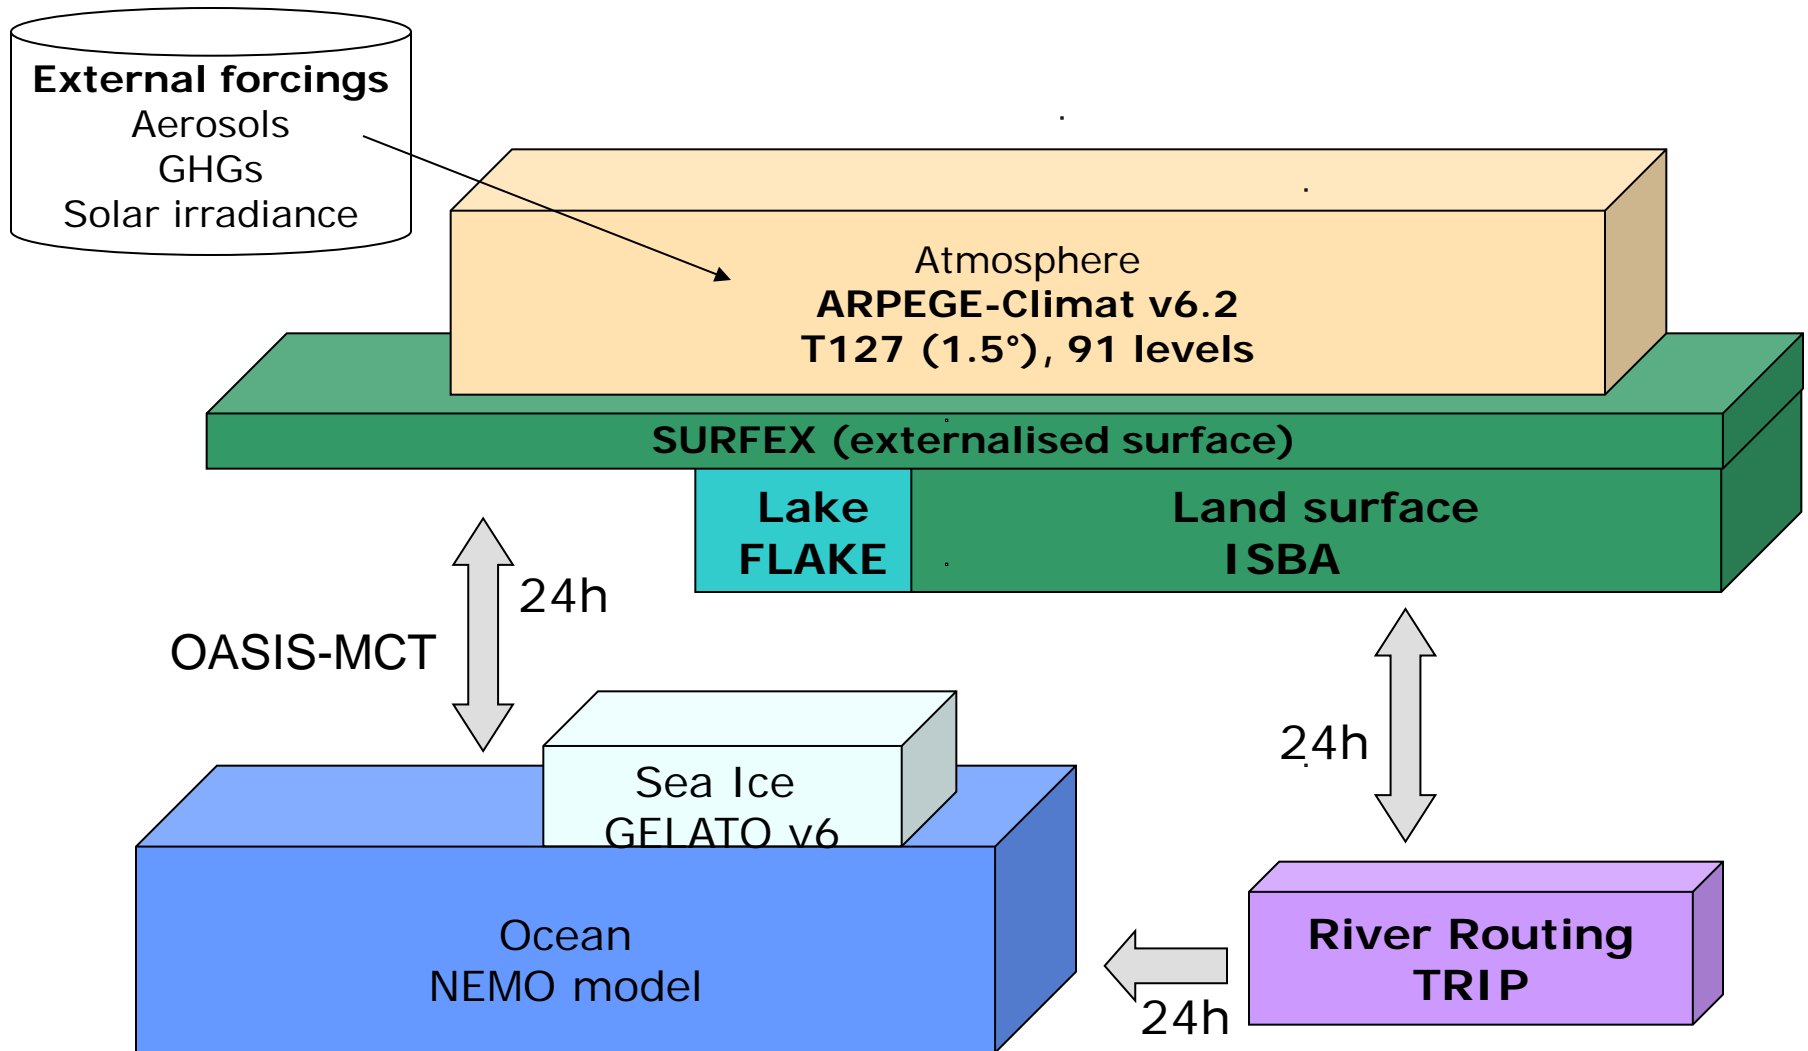 External forcings
Aerosols
GHGs
Solar irradiance
Atmosphere
ARPEGE-Climat v6.2
T127 (1.5°), 91 levels
SURFEX (externalised surface)
Lake
FLAKE
Land surface
ISBA
24h
OASIS-MCT
24h
Sea Ice
GELATO v6
Ocean
NEMO model
River Routing
TRIP
24h